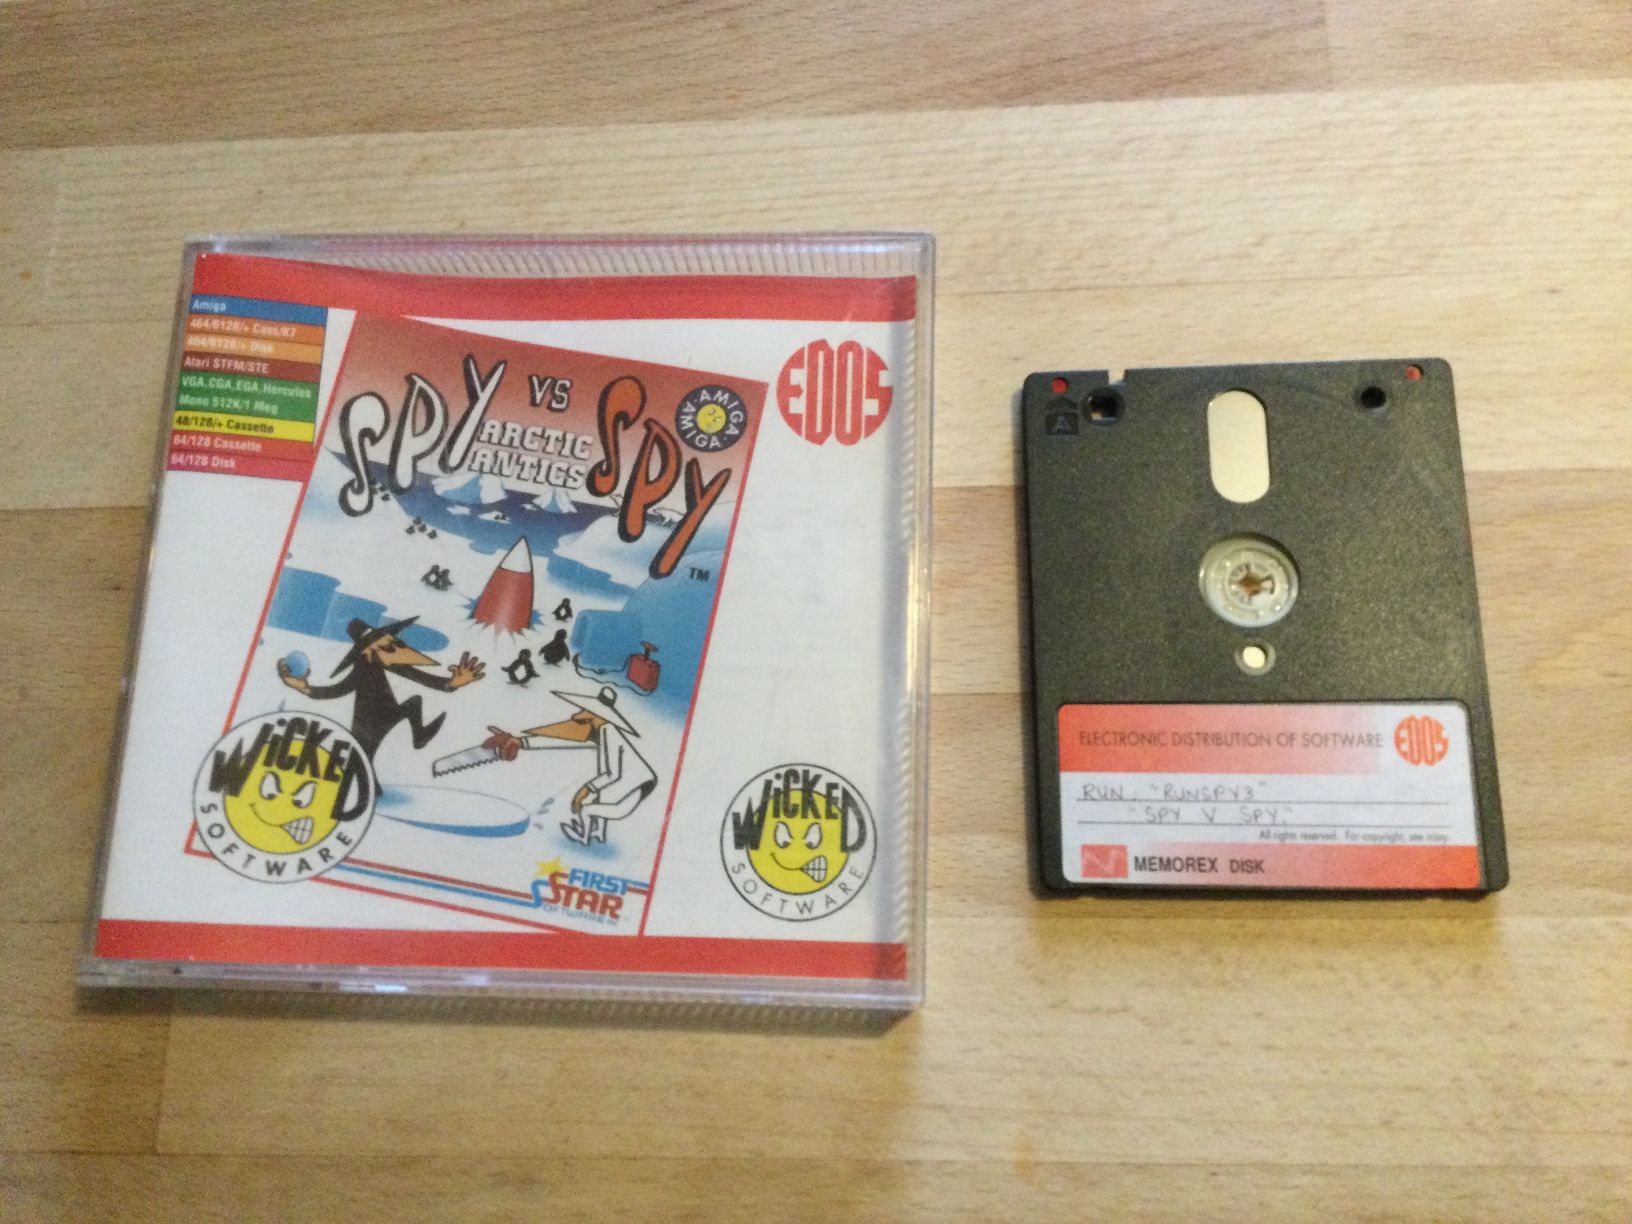 Amiga
464/6128/+ Cass/K7
464/6128/+ Disk
Atari STFM/STE
VGA,CGA,EGA,Hercules
Mono 512K/1 Meg
48/128/+ Cassette
64/128 Cassette
64/128 Disk
SPY VS SPY
ARCTIC
ANTICS
TM
AMIGA AMIGA
EDOS
WICKED
SOFTWARE
FIRST
STAR
SOFTWARE INC
WICKED
SOFTWARE
A
ELECTRONIC DISTRIBUTION OF SOFTWARE EDOS
RUN: "RUNSPY3"
"SPY V SPY."
All rights reserved. For copyright, see inlay.
MEMOREX DISK